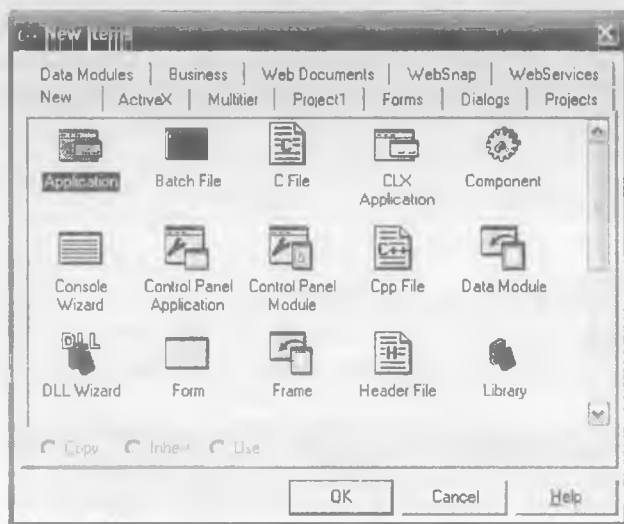 New Items
Data Modules Business Web Documents WebSnap WebServices
New ActiveX Multitier Project1 Forms Dialogs Projects
Application Batch File C File CLX Application Component
Console Wizard Control Panel Application Control Panel Module Cpp File Data Module
DLL Wizard Form Frame Header File Library
Copy Inherit Use
OK Cancel Help